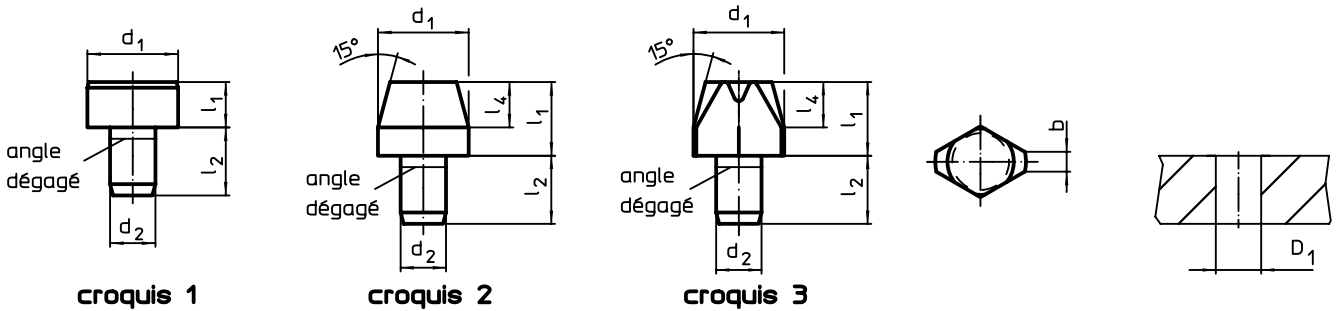 d1
l1
l2
angle
dégagé
d2
croquis 1
d1
15°
l4
l1
l2
angle
dégagé
d2
croquis 2
d1
15°
l4
l1
l2
angle
dégagé
d2
croquis 3
b
D1